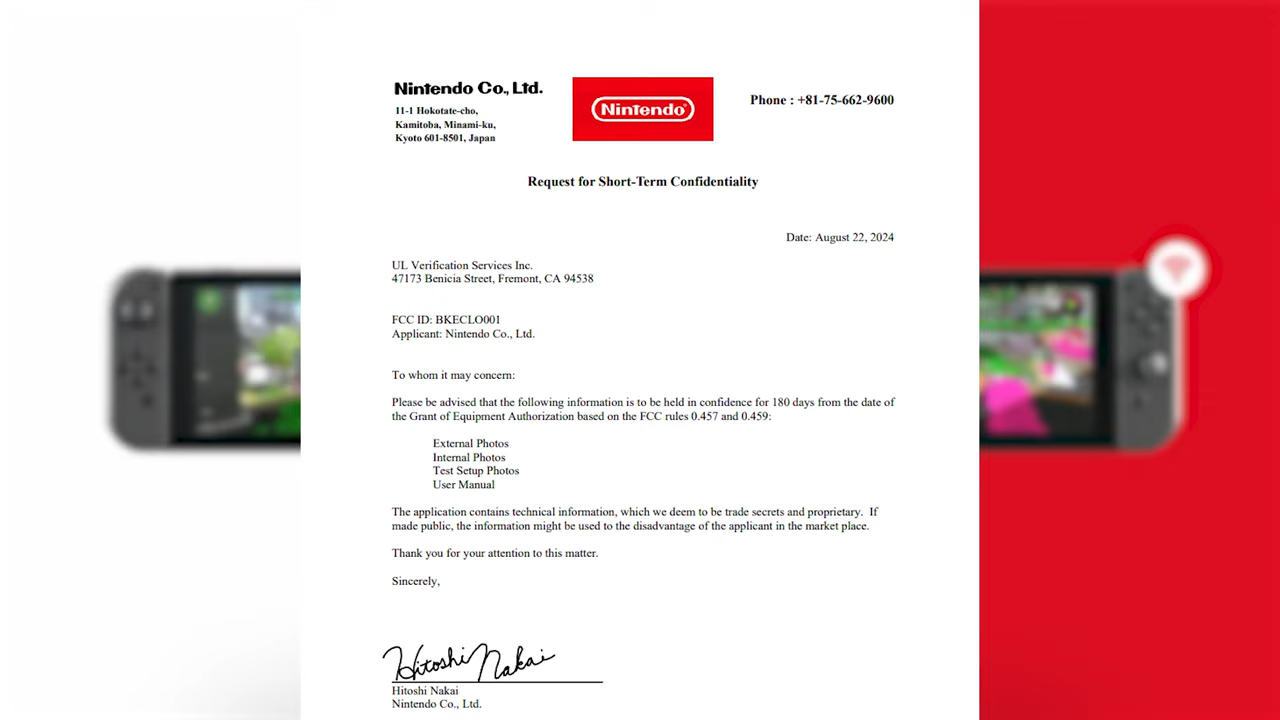 Nintendo Co., Ltd.
11-1 Hokotate-cho,
Kamitoba, Minami-ku,
Kyoto 601-8501, Japan
Nintendo
Phone : +81-75-662-9600
Request for Short-Term Confidentiality
Date: August 22, 2024
UL Verification Services Inc.
47173 Benicia Street, Fremont, CA 94538
FCC ID: BKECLO001
Applicant: Nintendo Co., Ltd.
To whom it may concern:
Please be advised that the following information is to be held in confidence for 180 days from the date of
the Grant of Equipment Authorization based on the FCC rules 0.457 and 0.459:
External Photos
Internal Photos
Test Setup Photos
User Manual
The application contains technical information, which we deem to be trade secrets and proprietary.  If
made public, the information might be used to the disadvantage of the applicant in the market place.
Thank you for your attention to this matter.
Sincerely,
Hitoshi Nakai
Hitoshi Nakai
Nintendo Co., Ltd.